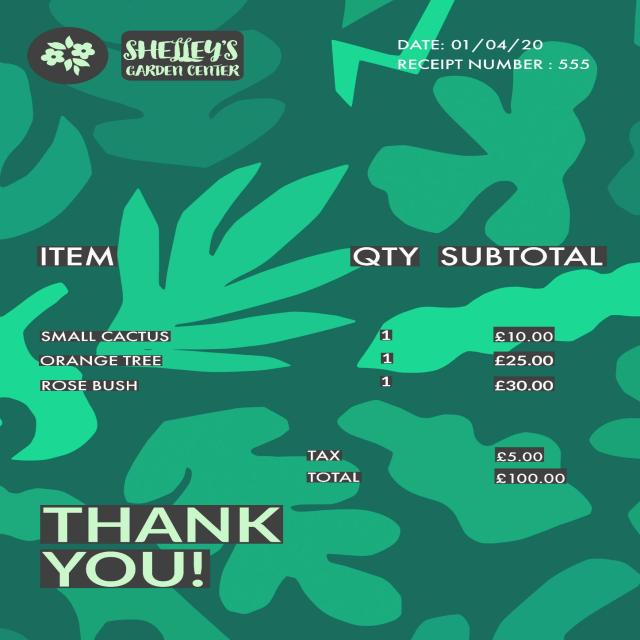 SHELLEY'S
GARDEN CENTER
DATE: 01/04/20
RECEIPT NUMBER : 555
ITEM QTY SUBTOTAL
SMALL CACTUS 1 £10.00
ORANGE TREE 1 £25.00
ROSE BUSH 1 £30.00
TAX £5.00
TOTAL £100.00
THANK
YOU!